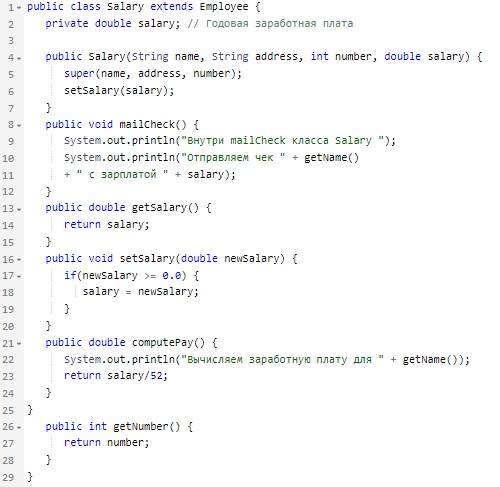 1 public class Salary extends Employee {
2    private double salary; // Годовая заработная плата
3
4    public Salary(String name, String address, int number, double salary) {
5       super(name, address, number);
6       setSalary(salary);
7    }
8    public void mailCheck() {
9       System.out.println("Внутри mailCheck класса Salary ");
10       System.out.println("Отправляем чек " + getName()
11       + " с зарплатой " + salary);
12    }
13    public double getSalary() {
14       return salary;
15    }
16    public void setSalary(double newSalary) {
17       if(newSalary >= 0.0) {
18          salary = newSalary;
19       }
20    }
21    public double computePay() {
22       System.out.println("Вычисляем заработную плату для " + getName());
23       return salary/52;
24    }
25 }
26    public int getNumber() {
27       return number;
28    }
29 }